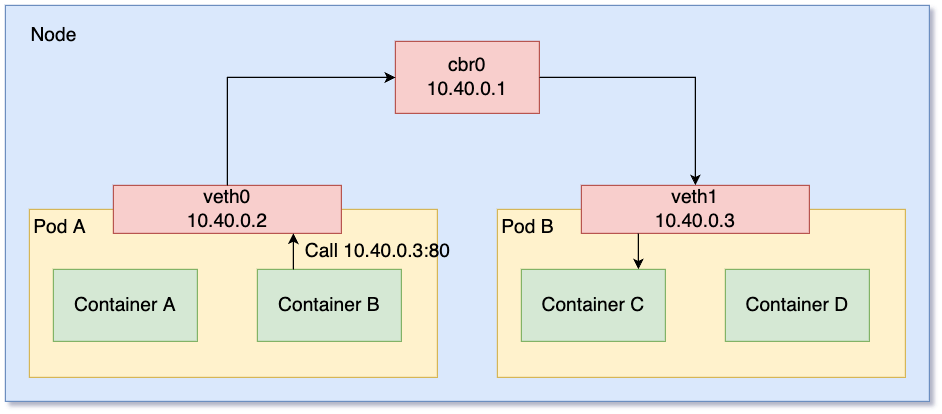 Node
cbr0
10.40.0.1
veth0
10.40.0.2
veth1
10.40.0.3
Pod A
Pod B
Call 10.40.0.3:80
Container A
Container B
Container C
Container D